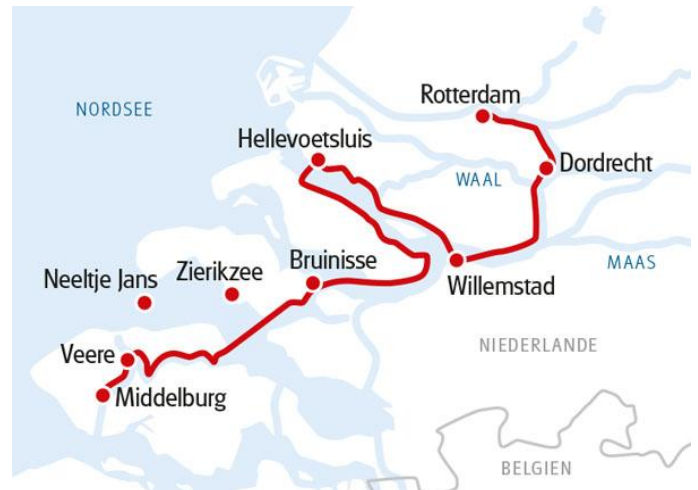 NORDSEE
Rotterdam
Hellevoetsluis
Dordrecht
WAAL
Neeltje Jans
Zierikzee
Bruinisse
MAAS
Willemstad
Veere
NIEDERLANDE
Middelburg
BELGIEN